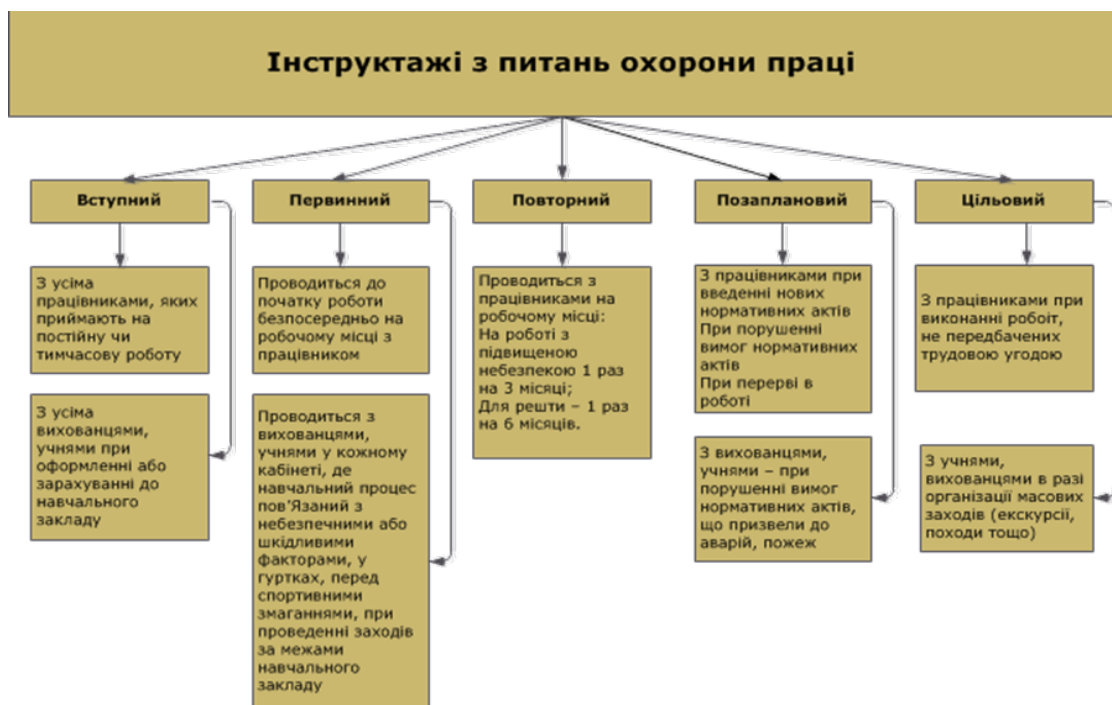 Інструктажі з питань охорони праці
Вступний
З усіма
працівниками, яких
приймають на
постійну чи
тимчасову роботу
З усіма
вихованцями,
учнями при
оформленні або
зарахуванні до
навчального
закладу
Первинний
Проводиться до
початку роботи
безпосередньо на
робочому місці з
працівником
Проводиться з
вихованцями,
учнями у кожному
кабінеті, де
навчальний процес
пов'Язаний з
небезпечними або
шкідливими
факторами, у
гуртках, перед
спортивними
змаганнями, при
проведенні заходів
за межами
навчального
закладу
Повторний
Проводиться з
працівниками на
робочому місці:
На роботі з
підвищеною
небезпекою 1 раз
на 3 місяці;
Для решти – 1 раз
на 6 місяців.
Позаплановий
З працівниками при
введенні нових
нормативних актів
При порушенні
вимог нормативних
актів
При перерві в
роботі
З вихованцями,
учнями – при
порушенні вимог
нормативних актів,
що призвели до
аварій, пожеж
Цільовий
З працівниками при
виконанні робоіт,
не передбачених
трудовою угодою
З учнями,
вихованцями в разі
організації масових
заходів (екскурсії,
походи тощо)